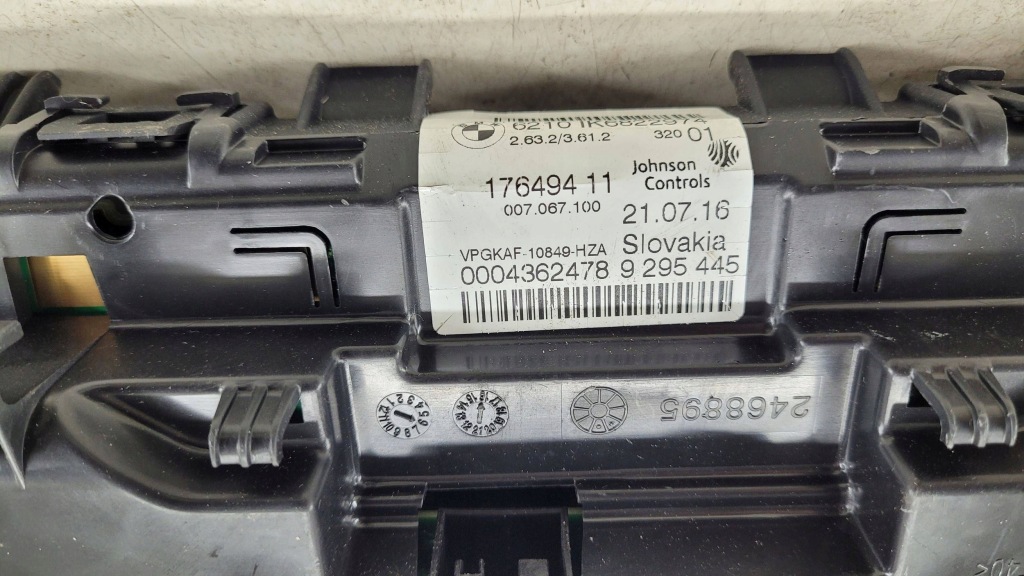 2.63.2/3.61.2
320 01
Johnson
Controls
176494 11
007.067.100
21.07.16
VPGKAF-10849-HZA Slovakia
0004362478 9 295 445
2468895